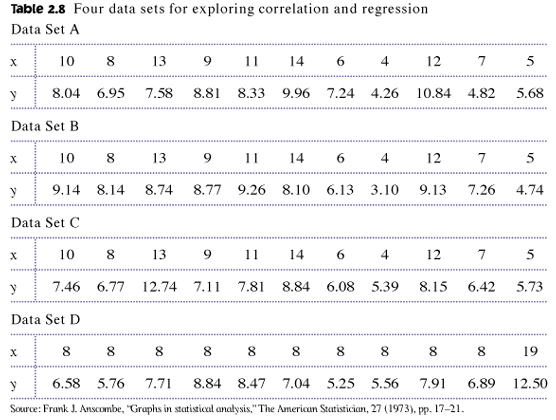 Table 2.8 Four data sets for exploring correlation and regression
Data Set A
x 10 8 13 9 11 14 6 4 12 7 5
y 8.04 6.95 7.58 8.81 8.33 9.96 7.24 4.26 10.84 4.82 5.68
Data Set B
x 10 8 13 9 11 14 6 4 12 7 5
y 9.14 8.14 8.74 8.77 9.26 8.10 6.13 3.10 9.13 7.26 4.74
Data Set C
x 10 8 13 9 11 14 6 4 12 7 5
y 7.46 6.77 12.74 7.11 7.81 8.84 6.08 5.39 8.15 6.42 5.73
Data Set D
x 8 8 8 8 8 8 8 8 8 8 19
y 6.58 5.76 7.71 8.84 8.47 7.04 5.25 5.56 7.91 6.89 12.50
Source: Frank J. Anscombe, "Graphs in statistical analysis," The American Statistician, 27 (1973), pp. 17–21.